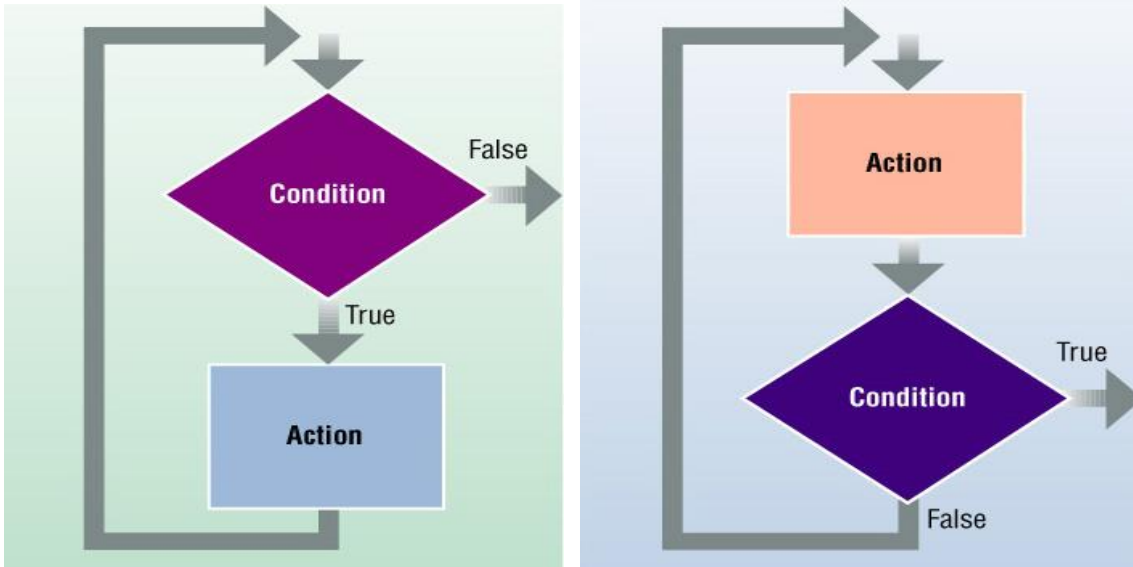 Condition
False
True
Action
Action
Condition
True
False